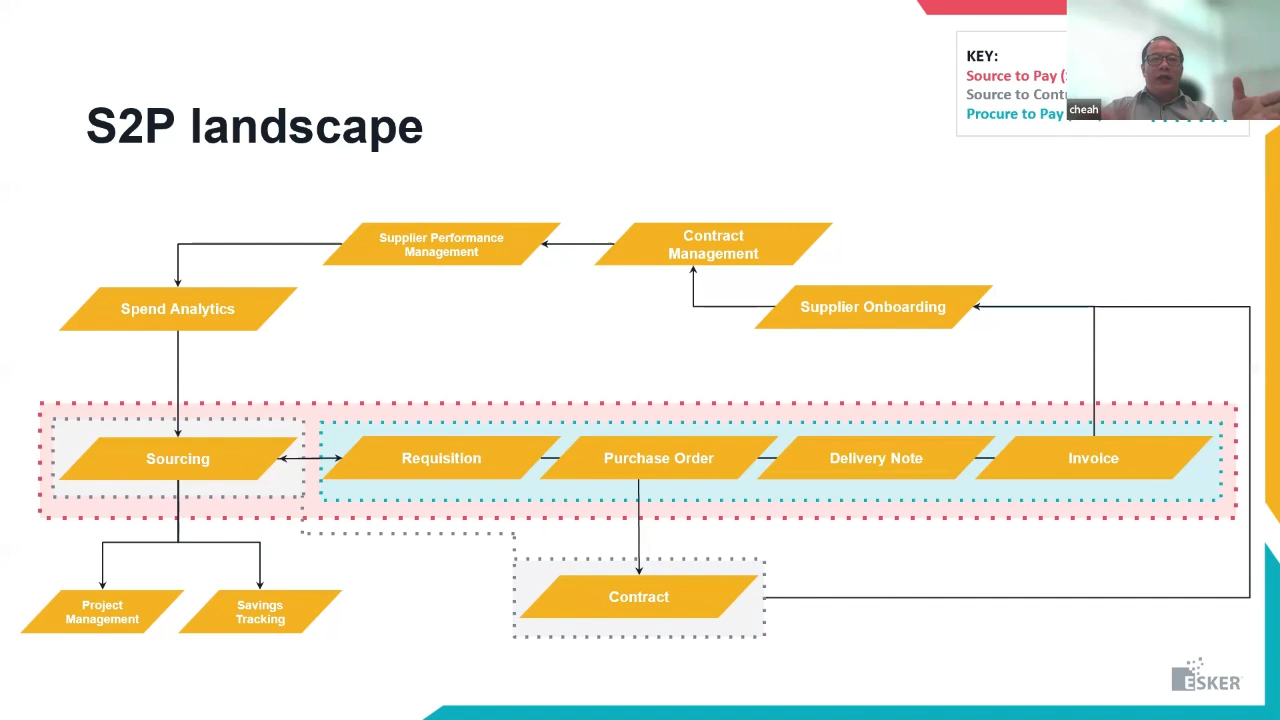 KEY:
Source to Pay
Source to
Procure to Pay
cheah
S2P landscape
Supplier Performance
Management
Contract
Management
Spend Analytics
Supplier Onboarding
Sourcing
Requisition
Purchase Order
Delivery Note
Invoice
Contract
Project
Management
Savings
Tracking
ESKER